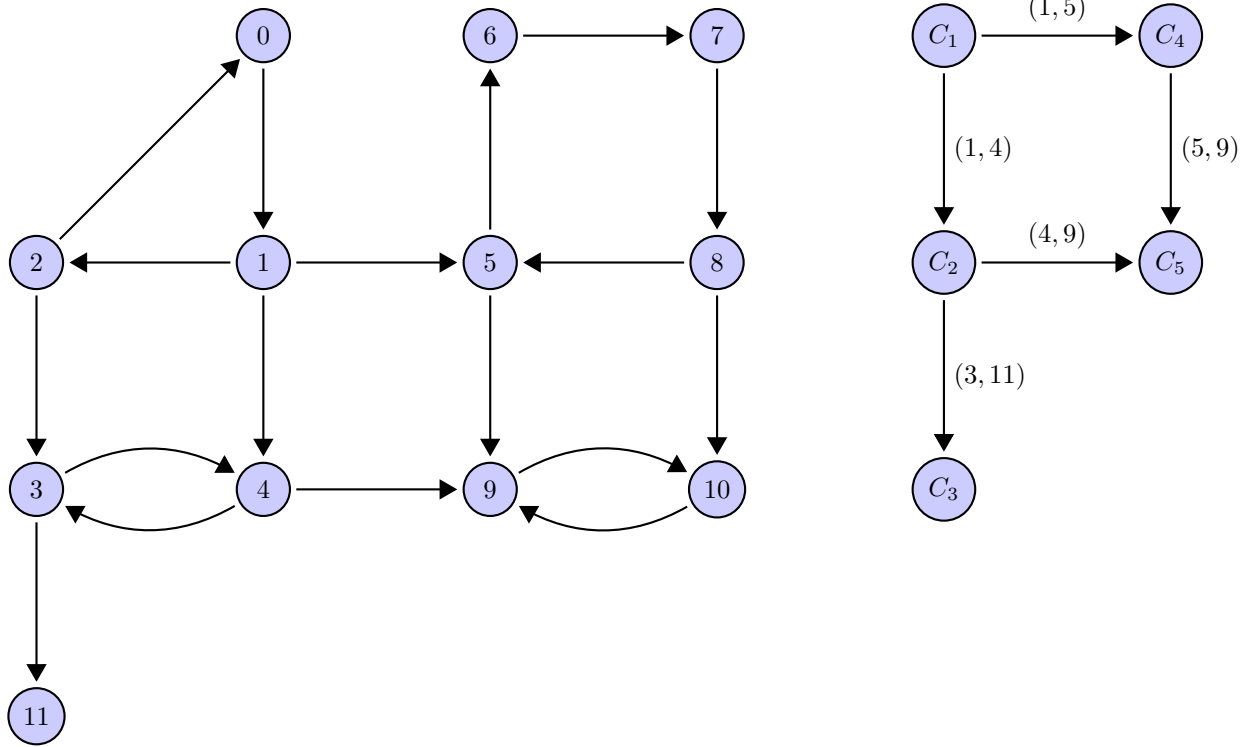 0 6 7 C₁ (1, 5) C₄
(1, 4) (5, 9)
2 1 5 8 C₂ (4, 9) C₅
(3, 11)
3 4 9 10 C₃
11